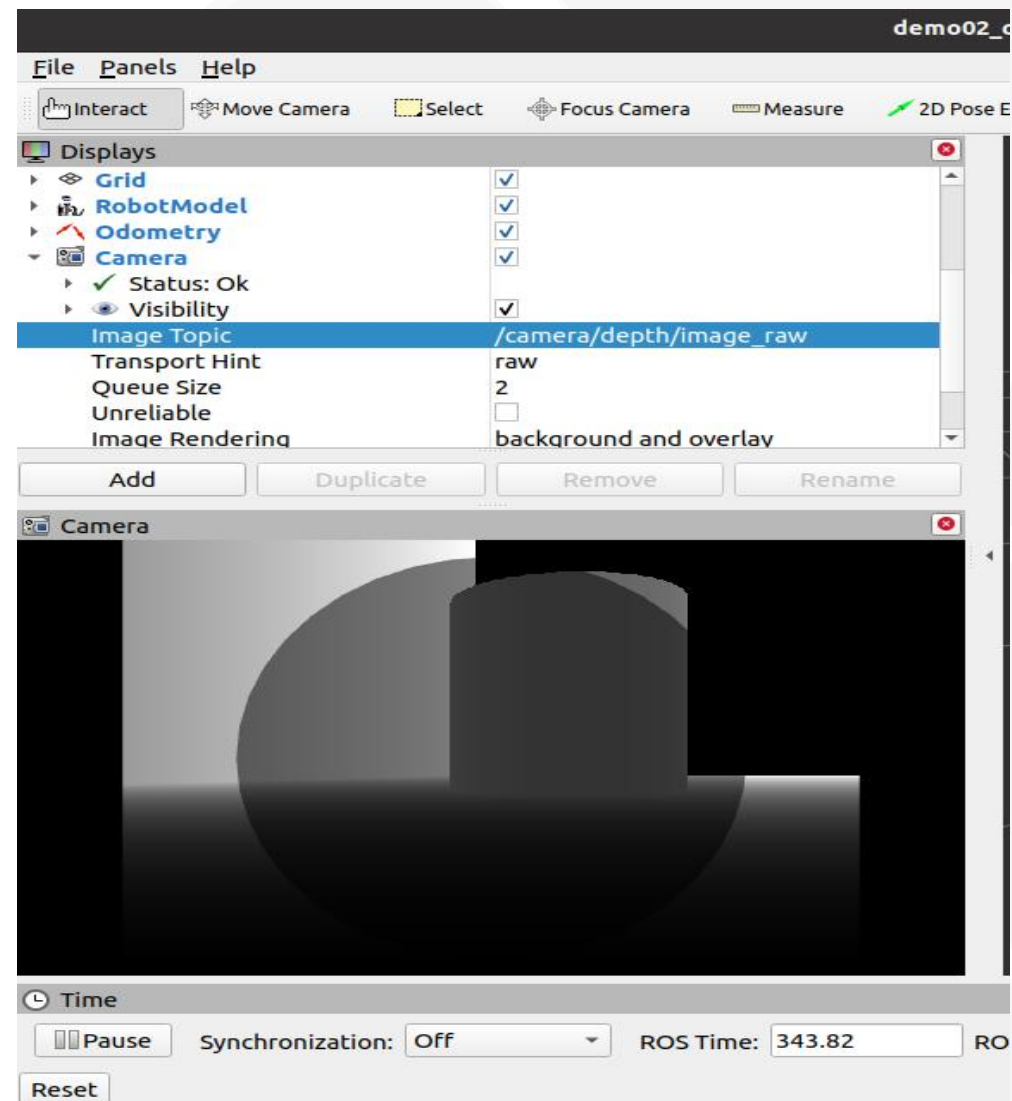 demo02_c
File Panels Help
Interact Move Camera Select Focus Camera Measure 2D Pose E
Displays
Grid
RobotModel
Odometry
Camera
Status: Ok
Visibility
Image Topic /camera/depth/image_raw
Transport Hint raw
Queue Size 2
Unreliable
Image Rendering background and overlay
Add Duplicate Remove Rename
Camera
Time
Pause Synchronization: Off ROS Time: 343.82 RO
Reset